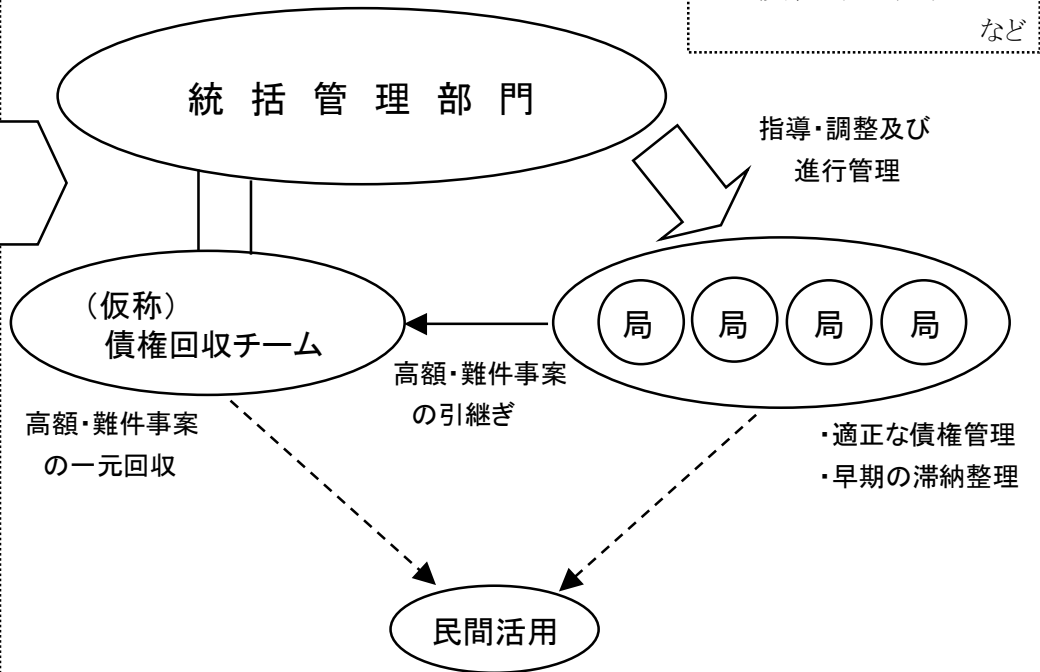 など
統括管理部門
指導・調整及び
進行管理
（仮称）
債権回収チーム
局 局 局 局
高額・難件事案
の引継ぎ
高額・難件事案
の一元回収
・適正な債権管理
・早期の滞納整理
民間活用